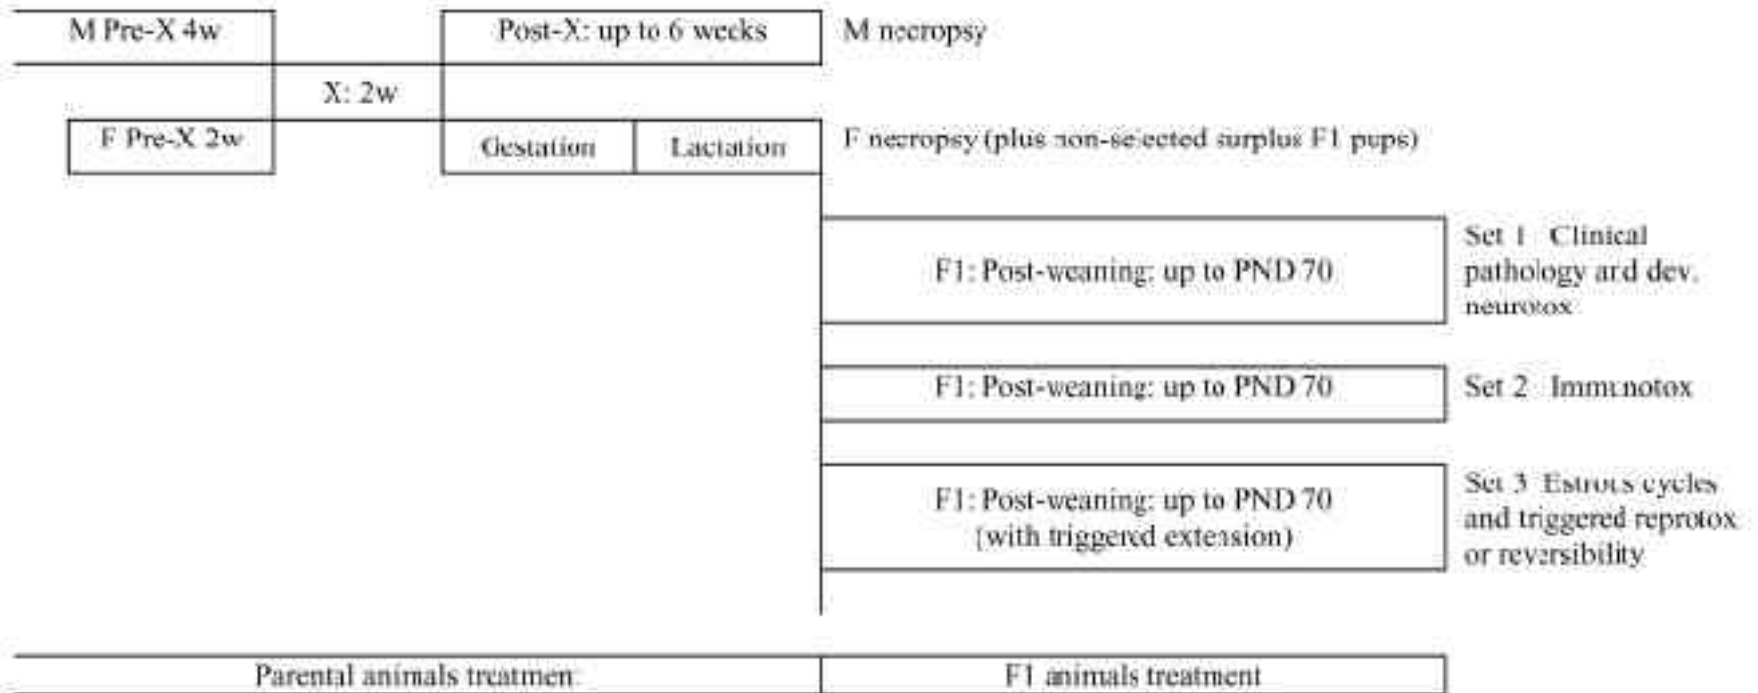 M Pre-X 4w
Post-X: up to 6 weeks
M necropsy
X: 2w
F Pre-X 2w
Gestation
Lactation
F necropsy (plus non-selected surplus F1 pups)
F1: Post-weaning: up to PND 70
Set 1 Clinical
pathology and dev.
neurotox
F1: Post-weaning: up to PND 70
Set 2 Immunotox
F1: Post-weaning: up to PND 70
(with triggered extension)
Set 3 Estrous cycles
and triggered reprotox
or reversibility
Parental animals treatment
F1 animals treatment